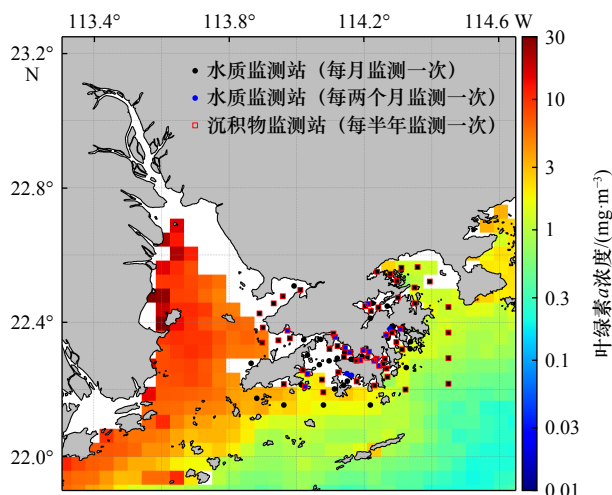 113.4° 113.8° 114.2° 114.6° W
23.2°
N
22.8°
22.4°
22.0°
水质监测站（每月监测一次）
水质监测站（每两个月监测一次）
沉积物监测站（每半年监测一次）
30
10
3
1
0.3
0.1
0.03
0.01
叶绿素a浓度/(mg·m⁻³)